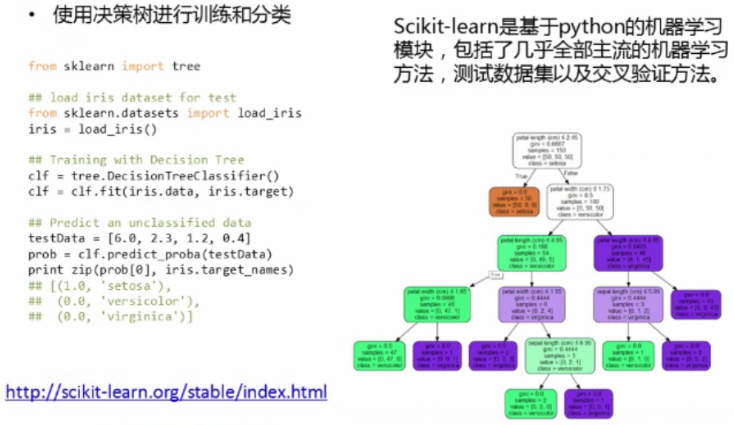 • 使用决策树进行训练和分类
from sklearn import tree
## load iris dataset for test
from sklearn.datasets import load_iris
iris = load_iris()
## Training with Decision Tree
clf = tree.DecisionTreeClassifier()
clf = clf.fit(iris.data, iris.target)
## Predict an unclassified data
testData = [6.0, 2.3, 1.2, 0.4]
prob = clf.predict_proba(testData)
print zip(prob[0], iris.target_names)
## [(1.0, 'setosa'),
##  (0.0, 'versicolor'),
##  (0.0, 'virginica')]
http://scikit-learn.org/stable/index.html
Scikit-learn是基于python的机器学习
模块，包括了几乎全部主流的机器学习
方法，测试数据集以及交叉验证方法。
petal length (cm) ≤ 2.45
gini = 0.6667
samples = 150
value = [50, 50, 50]
class = setosa
True
False
gini = 0.0
samples = 50
value = [50, 0, 0]
class = setosa
petal width (cm) ≤ 1.75
gini = 0.5
samples = 100
value = [0, 50, 50]
class = versicolor
petal length (cm) ≤ 4.95
gini = 0.168
samples = 54
value = [0, 49, 5]
class = versicolor
petal length (cm) ≤ 4.85
samples = 46
value = [0, 1, 45]
class = virginica
Tree
petal width (cm) ≤ 1.65
samples = 48
value = [0, 47, 1]
class = versicolor
petal width (cm) ≤ 1.55
gini = 0.4444
samples = 6
value = [0, 2, 4]
class = virginica
sepal length (cm) ≤ 5.95
gini = 0.4444
samples = 3
value = [0, 1, 2]
class = virginica
gini = 0.0
samples = 43
class = virginica
gini = 0.0
samples = 47
value = [0, 47, 0]
class = versicolor
gini = 0.0
samples = 1
value = [0, 0, 1]
class = virginica
gini = 0.0
samples = 3
value = [0, 0, 3]
class = virginica
sepal length (cm) ≤ 6.95
gini = 0.4444
samples = 3
value = [0, 2, 1]
class = versicolor
gini = 0.0
samples = 1
value = [0, 1, 0]
class = versicolor
gini = 0.0
samples = 2
value = [0, 0, 2]
class = virginica
gini = 0.0
samples = 2
value = [0, 2, 0]
class = versicolor
gini = 0.0
samples = 1
value = [0, 0, 1]
class = virginica